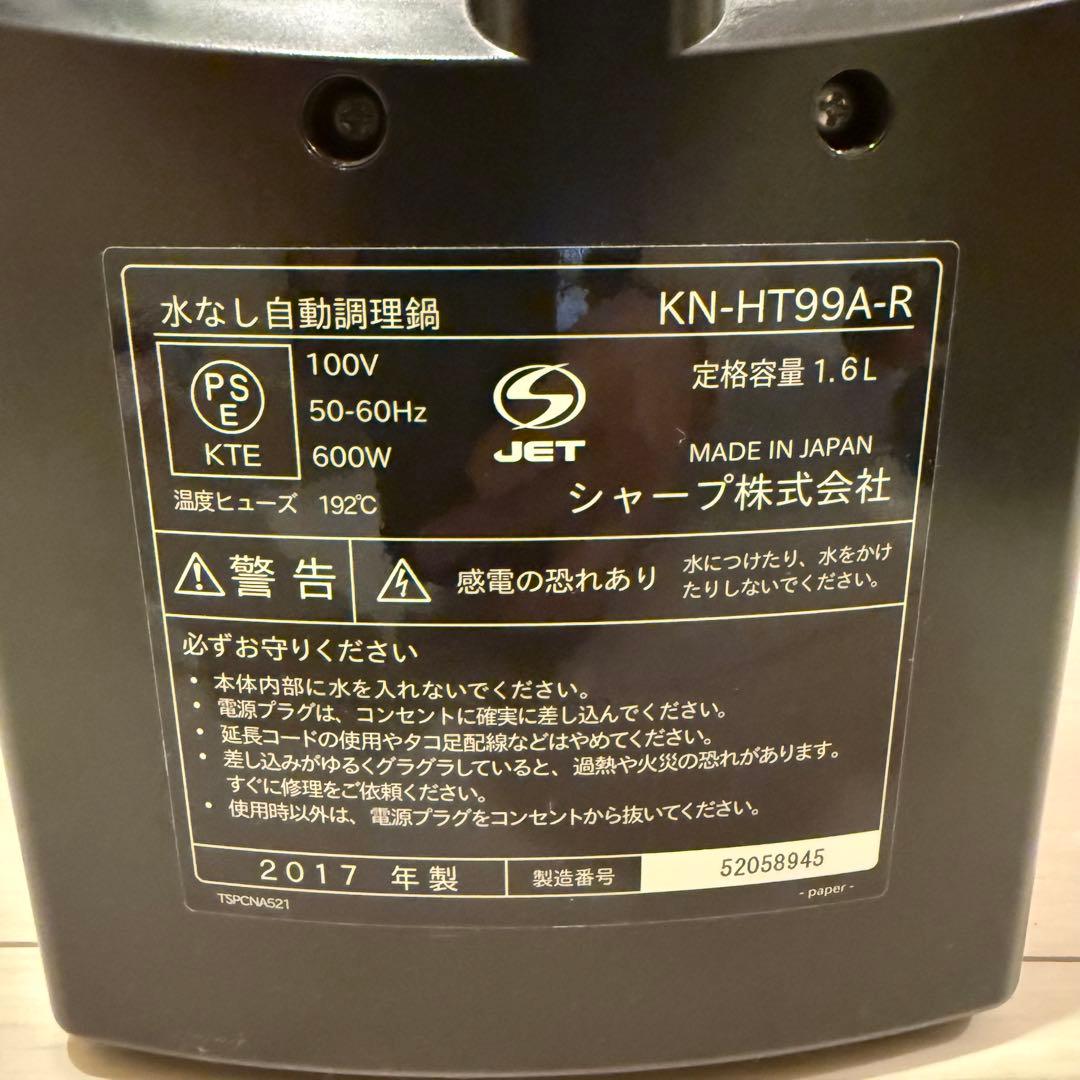 水なし自動調理鍋
KN-HT99A-R
PSE
KTE
100V
50-60Hz
600W
JET
定格容量 1.6L
MADE IN JAPAN
シャープ株式会社
温度ヒューズ 192℃
警告
感電の恐れあり
水につけたり、水をかけ
たりしないでください。
必ずお守りください
・本体内部に水を入れないでください。
・電源プラグは、コンセントに確実に差し込んでください。
・延長コードの使用やタコ足配線などはやめてください。
・差し込みがゆるくグラグラしていると、過熱や火災の恐れがあります。
すぐに修理をご依頼ください。
・使用時以外は、電源プラグをコンセントから抜いてください。
2017 年製
製造番号
52058945
TSPCNA521
- paper -